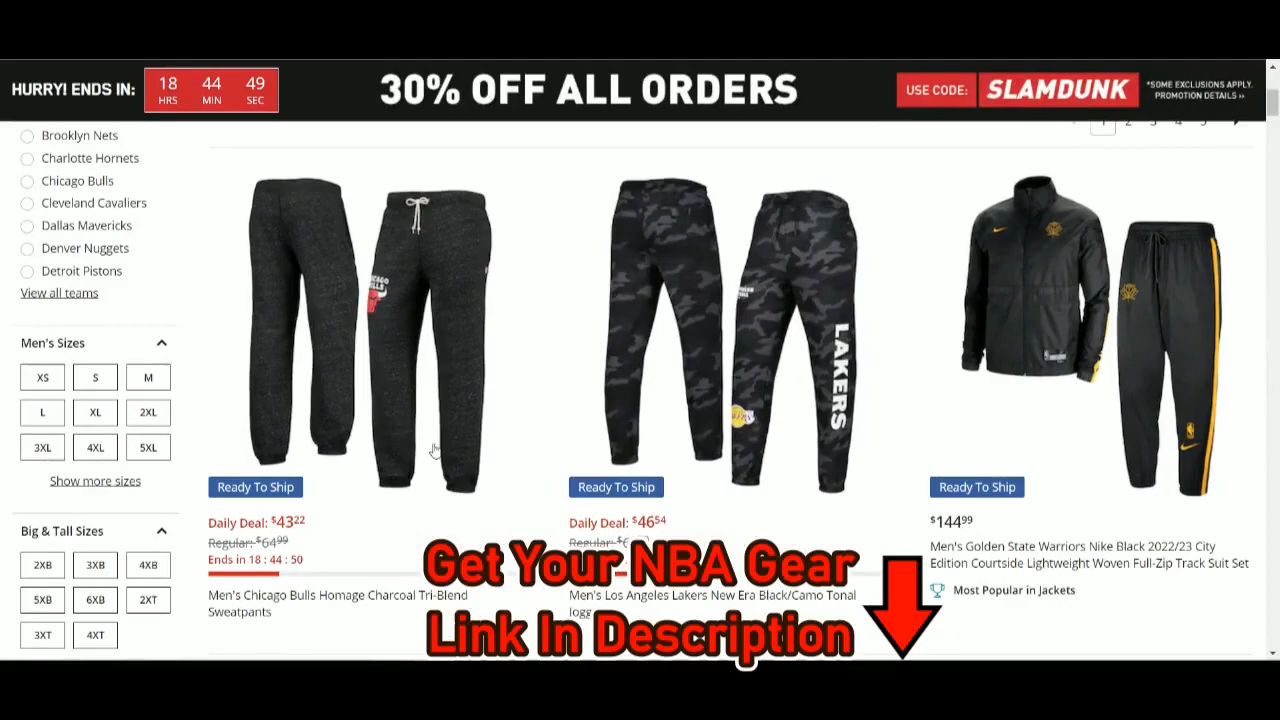 HURRY! ENDS IN:
18 44 49
HRS MIN SEC
30% OFF ALL ORDERS
USE CODE: SLAMDUNK
*SOME EXCLUSIONS APPLY.
PROMOTION DETAILS »
Brooklyn Nets
Charlotte Hornets
Chicago Bulls
Cleveland Cavaliers
Dallas Mavericks
Denver Nuggets
Detroit Pistons
View all teams
Men's Sizes
XS S M
L XL 2XL
3XL 4XL 5XL
Show more sizes
Big & Tall Sizes
2XB 3XB 4XB
5XB 6XB 2XT
3XT 4XT
LAKERS
Ready To Ship
Daily Deal: $43.22
Regular: $64.99
Ends in 18 : 44 : 50
Men's Chicago Bulls Homage Charcoal Tri-Blend
Sweatpants
Ready To Ship
Daily Deal: $46.54
Regular:
Men's Los Angeles Lakers New Era Black/Camo Tonal
Ready To Ship
$144.99
Men's Golden State Warriors Nike Black 2022/23 City
Edition Courtside Lightweight Woven Full-Zip Track Suit Set
Most Popular in Jackets
Get Your NBA Gear
Link In Description